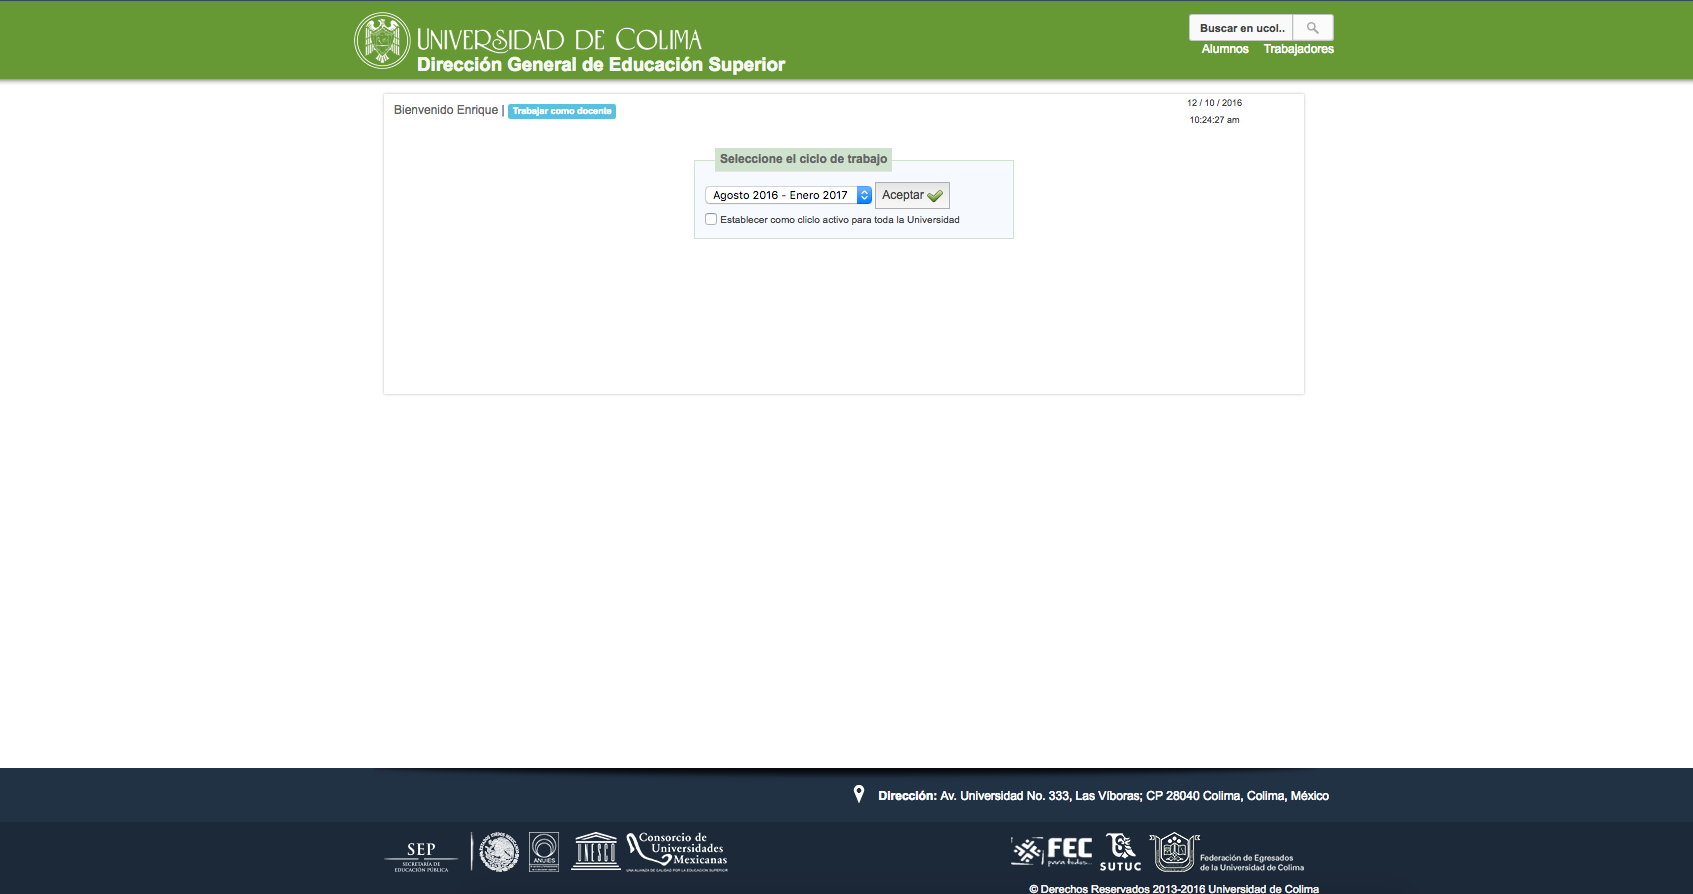 UNIVERSIDAD DE COLIMA
Dirección General de Educación Superior
Buscar en ucol..
Alumnos Trabajadores
Bienvenido Enrique | Trabajar como docente
12 / 10 / 2016
10:24:27 am
Seleccione el ciclo de trabajo
Agosto 2016 - Enero 2017 Aceptar
Establecer como cliclo activo para toda la Universidad
Dirección: Av. Universidad No. 333, Las Víboras; CP 28040 Colima, Colima, México
SEP
SECRETARÍA DE
EDUCACIÓN PÚBLICA
ANUIES
UNESCO
Consorcio de
Universidades
Mexicanas
UNA ALIANZA DE CALIDAD POR LA EDUCACIÓN SUPERIOR
FEC
para todos...
SUTUC
Federación de Egresados
de la Universidad de Colima
© Derechos Reservados 2013-2016 Universidad de Colima